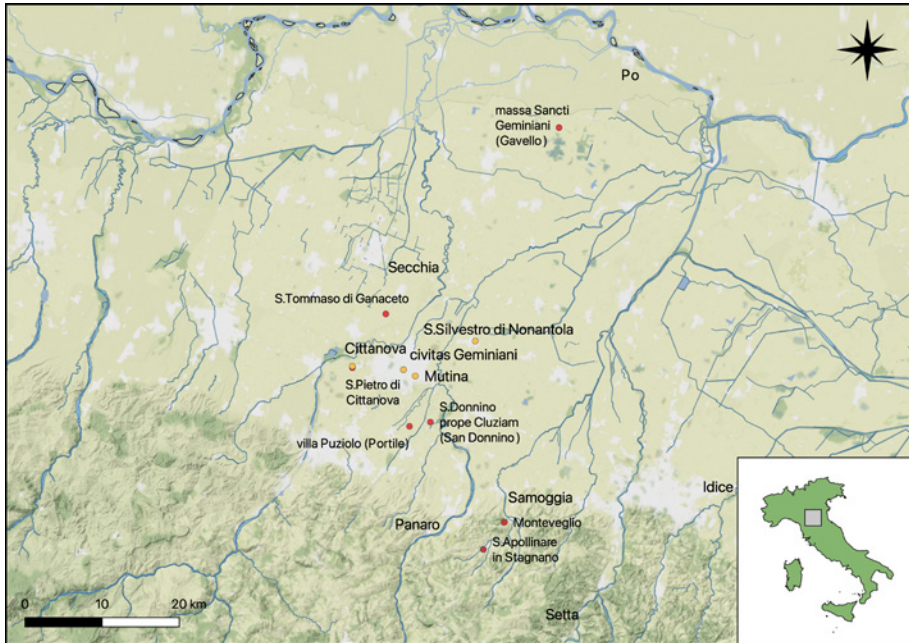 Po
massa Sancti
Geminiani
(Gavello)
Secchia
S.Tommaso di Ganaceto
S.Silvestro di Nonantola
Cittanova
civitas Geminiani
Mutina
S.Pietro di
Cittanova
S.Donnino
prope Cluziam
(San Donnino)
villa Puziolo (Portile)
Idice
Samoggia
Panaro
Monteveglio
S.Apollinare
in Stagnano
Setta
0 10 20 km